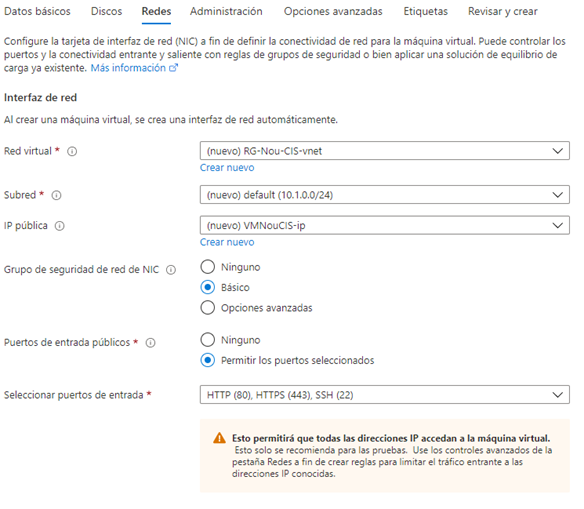 Datos básicos Discos Redes Administración Opciones avanzadas Etiquetas Revisar y crear
Configure la tarjeta de interfaz de red (NIC) a fin de definir la conectividad de red para la máquina virtual. Puede controlar los
puertos y la conectividad entrante y saliente con reglas de grupos de seguridad o bien aplicar una solución de equilibrio de
carga ya existente. Más información
Interfaz de red
Al crear una máquina virtual, se crea una interfaz de red automáticamente.
Red virtual * (nuevo) RG-Nou-CIS-vnet
Crear nuevo
Subred * (nuevo) default (10.1.0.0/24)
IP pública (nuevo) VMNouCIS-ip
Crear nuevo
Grupo de seguridad de red de NIC Ninguno
Básico
Opciones avanzadas
Puertos de entrada públicos * Ninguno
Permitir los puertos seleccionados
Seleccionar puertos de entrada * HTTP (80), HTTPS (443), SSH (22)
Esto permitirá que todas las direcciones IP accedan a la máquina virtual.
Esto solo se recomienda para las pruebas. Use los controles avanzados de la
pestaña Redes a fin de crear reglas para limitar el tráfico entrante a las
direcciones IP conocidas.